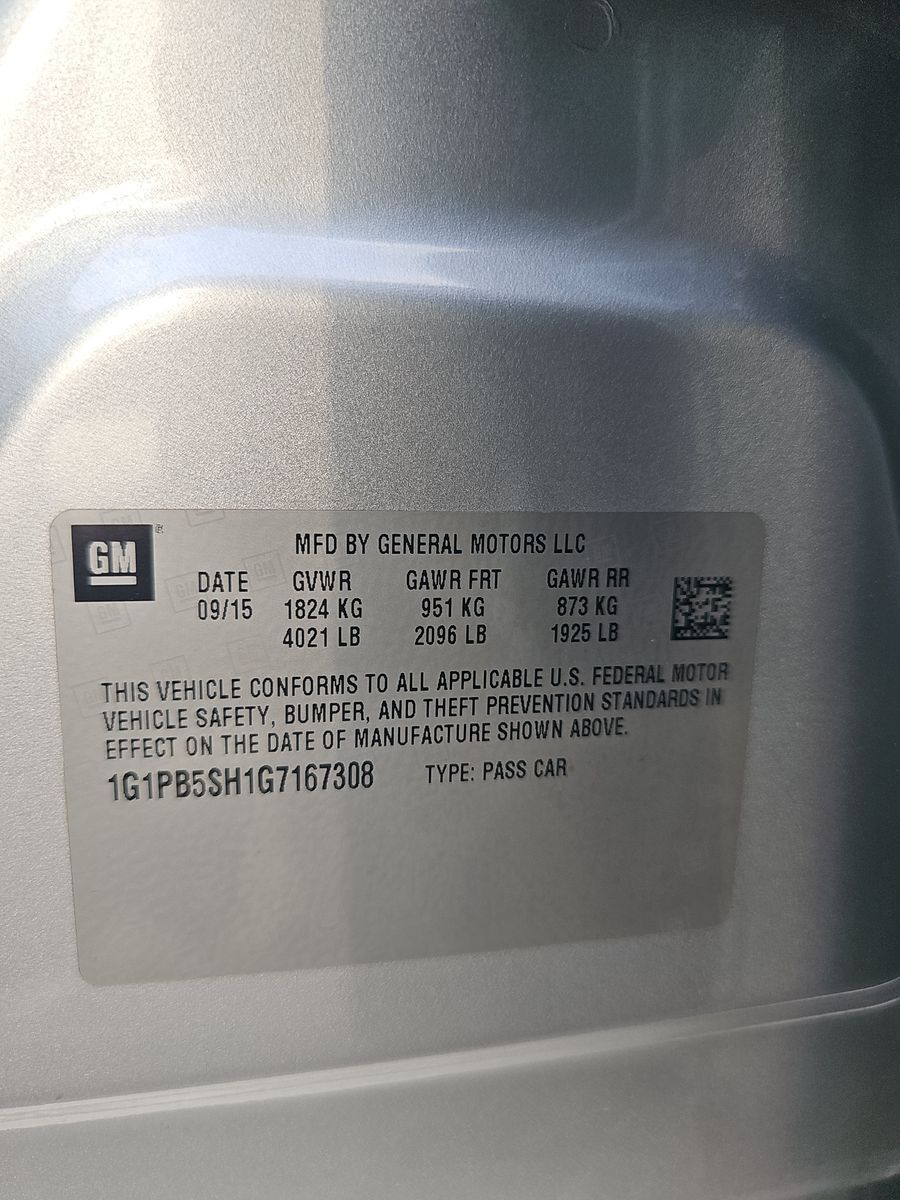 GM ®
MFD BY GENERAL MOTORS LLC
DATE GVWR GAWR FRT GAWR RR
09/15 1824 KG 951 KG 873 KG
4021 LB 2096 LB 1925 LB
THIS VEHICLE CONFORMS TO ALL APPLICABLE U.S. FEDERAL MOTOR
VEHICLE SAFETY, BUMPER, AND THEFT PREVENTION STANDARDS IN
EFFECT ON THE DATE OF MANUFACTURE SHOWN ABOVE.
1G1PB5SH1G7167308 TYPE: PASS CAR